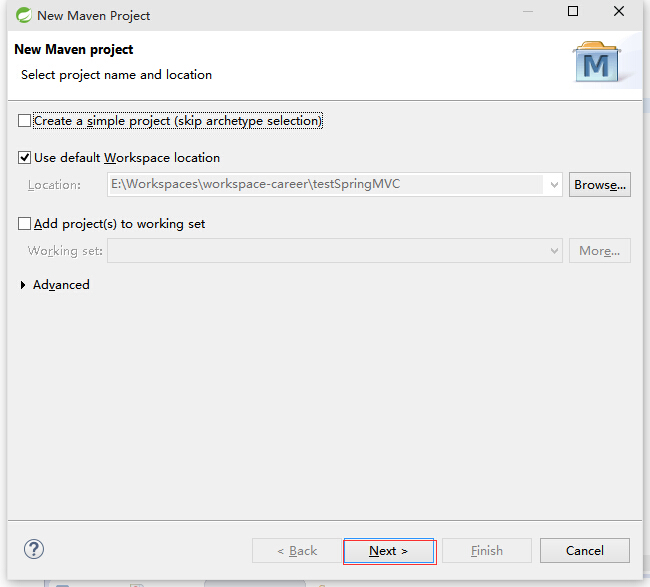 New Maven Project
New Maven project
Select project name and location
M
Create a simple project (skip archetype selection)
Use default Workspace location
Location: E:\Workspaces\workspace-career\testSpringMVC Browse...
Add project(s) to working set
Working set: More...
Advanced
? < Back Next > Finish Cancel